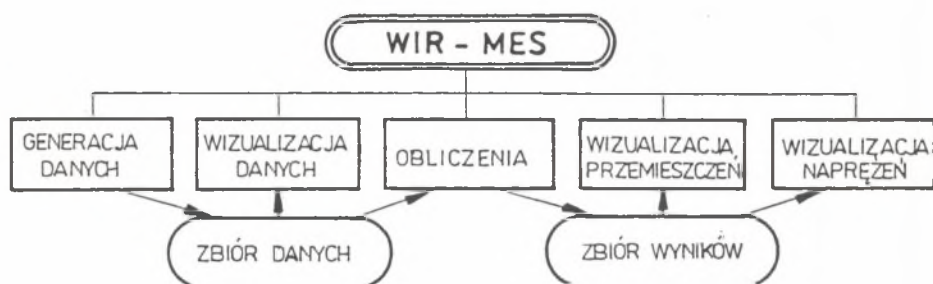 WIR - MES
GENERACJA
DANYCH
WIZUALIZACJA
DANYCH
OBLICZENIA
WIZUALIZACJA
PRZEMIESZCZEŃ
WIZUALIZACJA
NAPRĘŻEŃ
ZBIÓR DANYCH
ZBIÓR WYNIKÓW